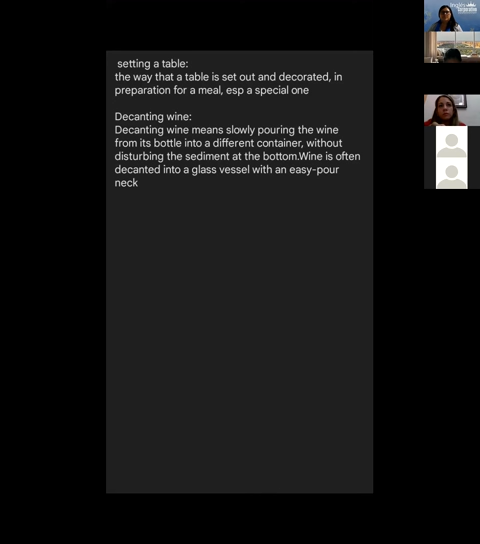 Inglés
Corporativo
setting a table:
the way that a table is set out and decorated, in
preparation for a meal, esp a special one
Decanting wine:
Decanting wine means slowly pouring the wine
from its bottle into a different container, without
disturbing the sediment at the bottom.Wine is often
decanted into a glass vessel with an easy-pour
neck